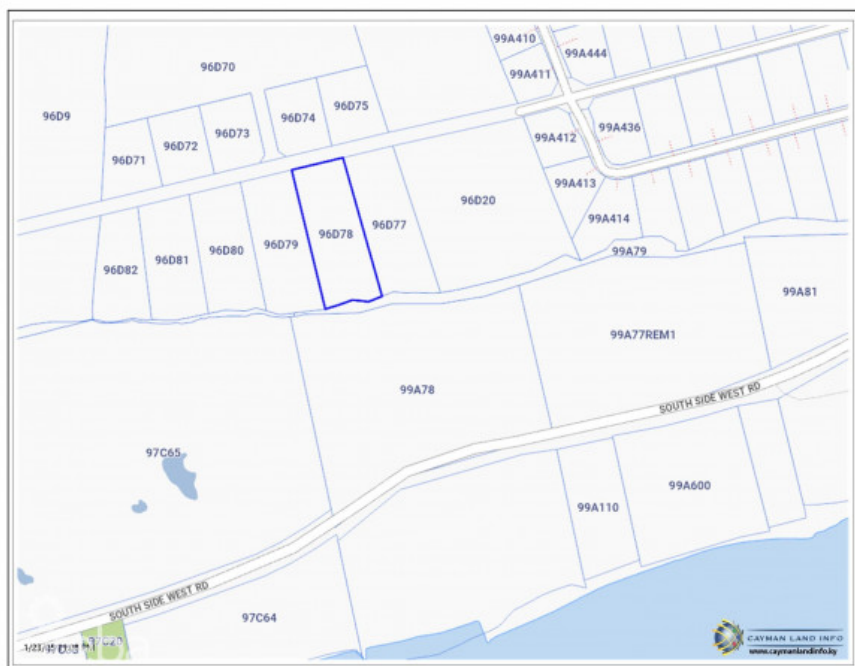 99A410
99A444
99A411
96D70
96D9
96D75
96D74
96D73
96D72
96D71
99A436
99A412
99A413
99A414
96D20
96D77
96D78
96D79
96D80
96D81
96D82
99A79
99A81
99A77REM1
99A78
SOUTH SIDE WEST RD
97C65
99A600
99A110
SOUTH SIDE WEST RD
97C64
97C20
CAYMAN LAND INFO
www.caymanlandinfo.ky